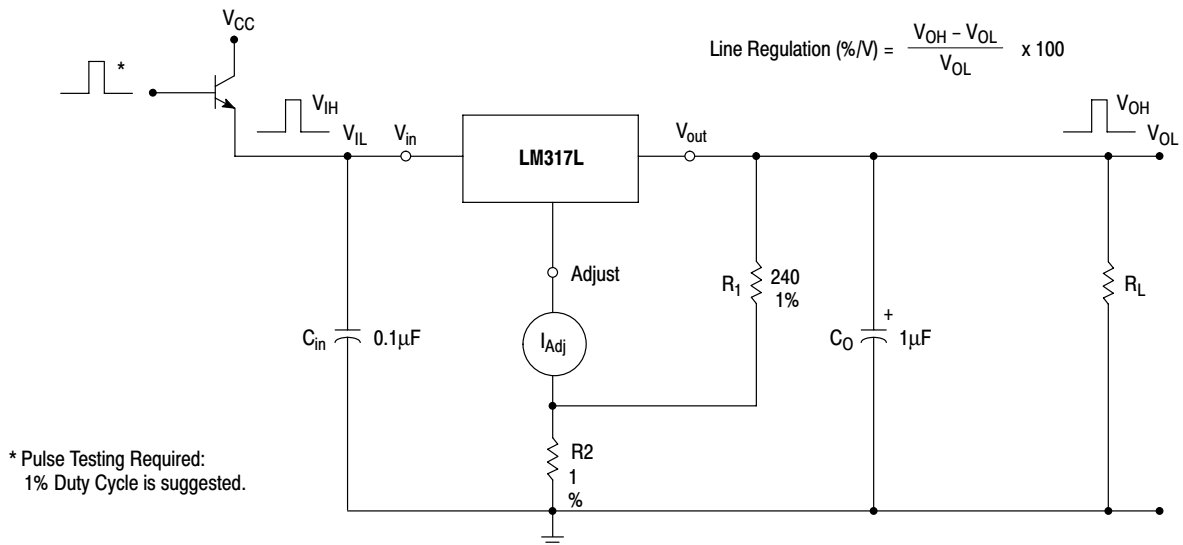 V_CC
Line Regulation (%/V) = (V_OH – V_OL) / V_OL x 100
*
V_IH
V_IL
V_in
LM317L
V_out
V_OH
V_OL
Adjust
R_1
240
1%
R_L
C_in
0.1μF
I_Adj
C_O
+
1μF
R2
1
%
* Pulse Testing Required:
1% Duty Cycle is suggested.